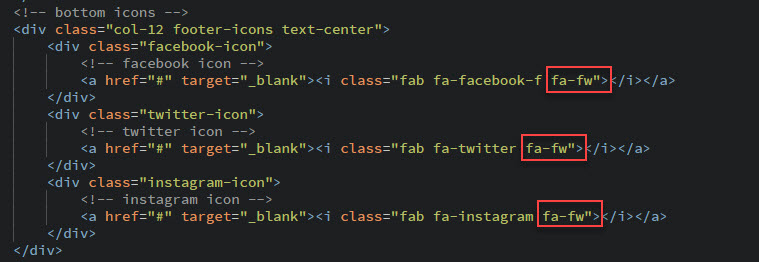 <!-- bottom icons -->
<div class="col-12 footer-icons text-center">
<div class="facebook-icon">
<!-- facebook icon -->
<a href="#" target="_blank"><i class="fab fa-facebook-f fa-fw"></i></a>
</div>
<div class="twitter-icon">
<!-- twitter icon -->
<a href="#" target="_blank"><i class="fab fa-twitter fa-fw"></i></a>
</div>
<div class="instagram-icon">
<!-- instagram icon -->
<a href="#" target="_blank"><i class="fab fa-instagram fa-fw"></i></a>
</div>
</div>